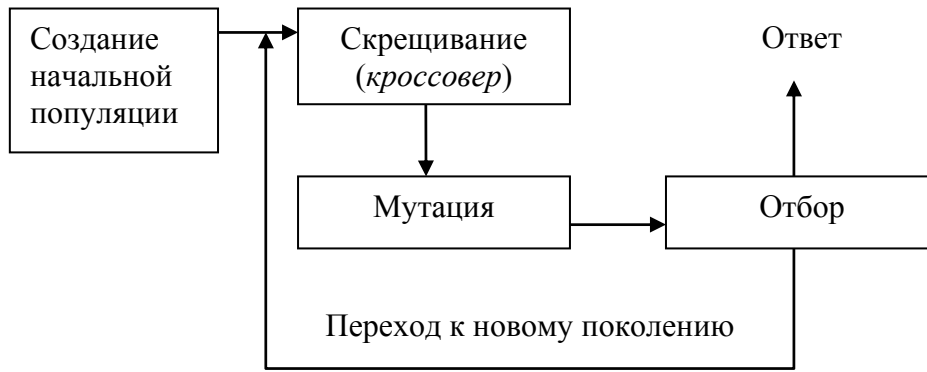 Создание
начальной
популяции
Скрещивание
(кроссовер)
Ответ
Мутация
Отбор
Переход к новому поколению